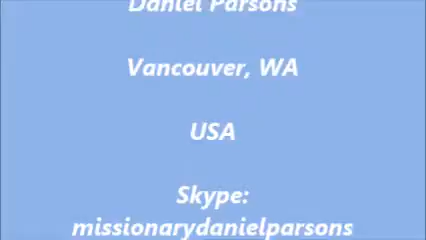 Daniel Parsons
Vancouver, WA
USA
Skype:
missionarydanielparsons